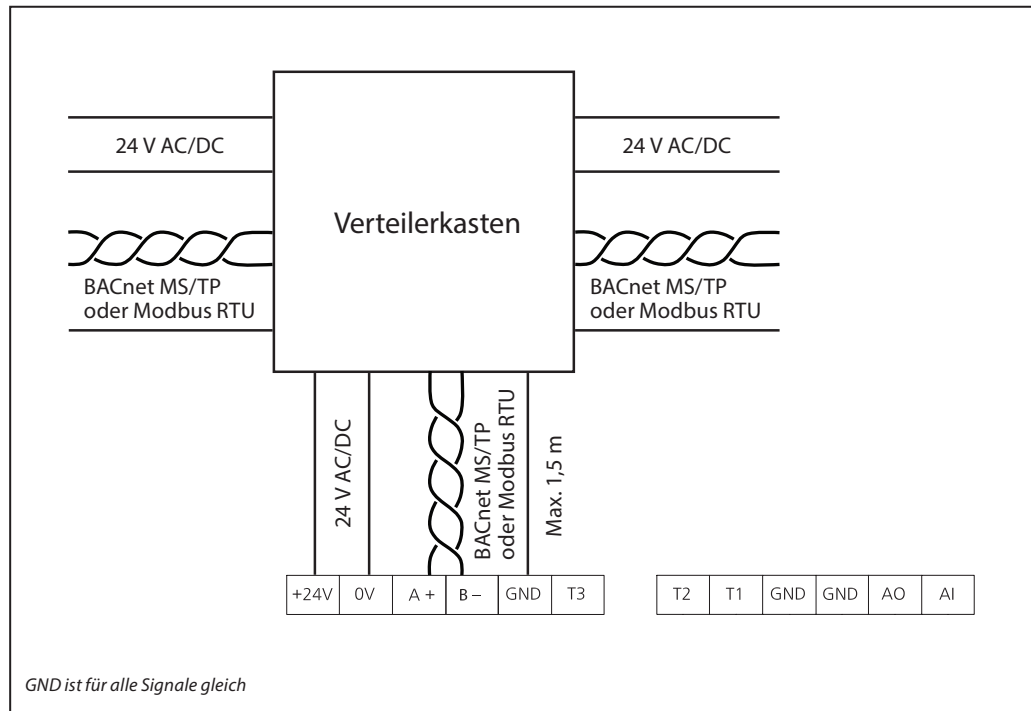 24 V AC/DC
24 V AC/DC
Verteilerkasten
BACnet MS/TP
oder Modbus RTU
BACnet MS/TP
oder Modbus RTU
24 V AC/DC
BACnet MS/TP
oder Modbus RTU
Max. 1,5 m
+24V 0V A + B – GND T3
T2 T1 GND GND AO AI
GND ist für alle Signale gleich